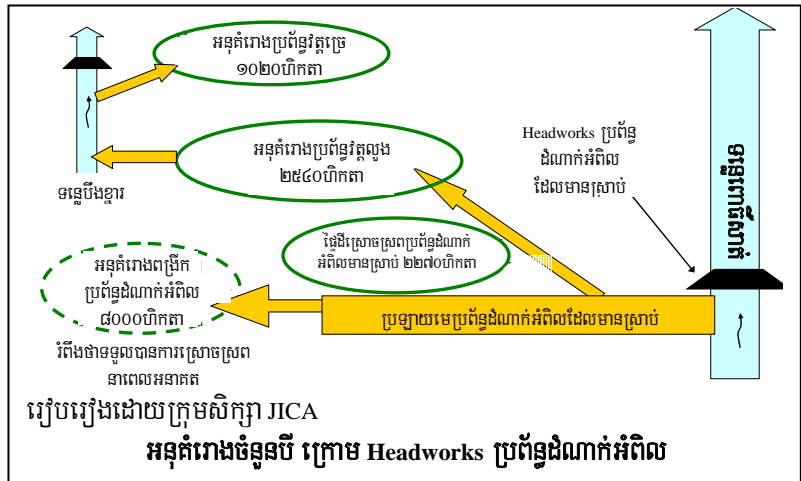 អនុគំរោងប្រព័ន្ធវត្តច្រេ
១០២០ហិកតា
អនុគំរោងប្រព័ន្ធវត្តលួង
២៥៤០ហិកតា
Headworks ប្រព័ន្ធ
ដំណាក់អំពិល
ដែលមានស្រាប់
ទន្លេបឹងខ្នារ
ផ្ទៃដីស្រោចស្រពប្រព័ន្ធដំណាក់
អំពិលមានស្រាប់ ២២៧០ហិកតា
អនុគំរោងពង្រីក
ប្រព័ន្ធដំណាក់អំពិល
៨០០០ហិកតា
ប្រឡាយមេប្រព័ន្ធដំណាក់អំពិលដែលមានស្រាប់
រំពឹងថាទទួលបានការស្រោចស្រព
នាពេលអនាគត
រៀបរៀងដោយក្រុមសិក្សា JICA
អនុគំរោងចំនួនបី ក្រោម Headworks ប្រព័ន្ធដំណាក់អំពិល